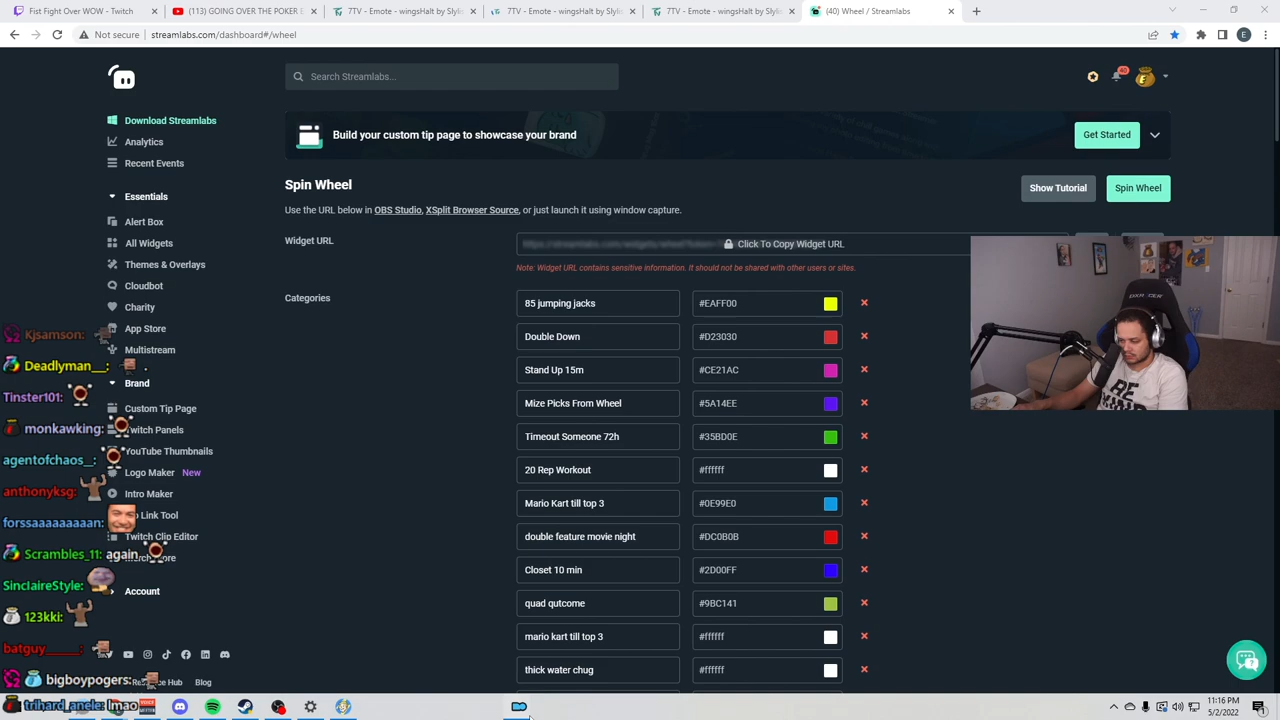 Fist Fight Over WOW - Twitch
(113) GOING OVER THE POKER E
7TV - Emote - wingsHalt by Slyli
7TV - Emote - wingsHalt by Slyli
7TV - Emote - wingsHalt by Slyli
(40) Wheel / Streamlabs
Not secure
streamlabs.com/dashboard#/wheel
E
Search Streamlabs...
40
Download Streamlabs
Analytics
Recent Events
Essentials
Alert Box
All Widgets
Themes & Overlays
Cloudbot
Charity
App Store
Multistream
Brand
Custom Tip Page
Twitch Panels
YouTube Thumbnails
Logo Maker New
Intro Maker
Link Tool
Twitch Clip Editor
Account
Blog
Build your custom tip page to showcase your brand
Get Started
Spin Wheel
Show Tutorial
Spin Wheel
Use the URL below in OBS Studio, XSplit Browser Source, or just launch it using window capture.
Widget URL
Click To Copy Widget URL
Note: Widget URL contains sensitive information. It should not be shared with other users or sites.
Categories
85 jumping jacks #EAFF00
Double Down #D23030
Stand Up 15m #CE21AC
Mize Picks From Wheel #5A14EE
Timeout Someone 72h #35BD0E
20 Rep Workout #ffffff
Mario Kart till top 3 #0E99E0
double feature movie night #DC0B0B
Closet 10 min #2D00FF
quad qutcome #9BC141
mario kart till top 3 #ffffff
thick water chug #ffffff
Kjsamson:
Deadlyman__: .
Tinster101:
monkawking:
agentofchaos_:
anthonyksg:
forssaaaaaaaan:
Scrambles_11: again
SinclaireStyle:
123kki:
bigboypogers:
trihard_anele: lmao
11:16 PM
5/2/2022